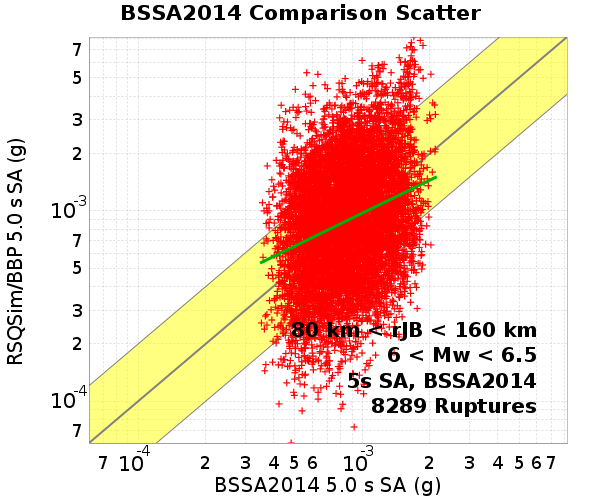 BSSA2014 Comparison Scatter
RSQSim/BBP 5.0 s SA (g)
7
5
3
2
10-3
7
5
3
2
10-4
7
80 km < rJB < 160 km
6 < Mw < 6.5
5s SA, BSSA2014
8289 Ruptures
7 10-4 2 3 4 5 6 10-3 2 3 4 5 6 7
BSSA2014 5.0 s SA (g)